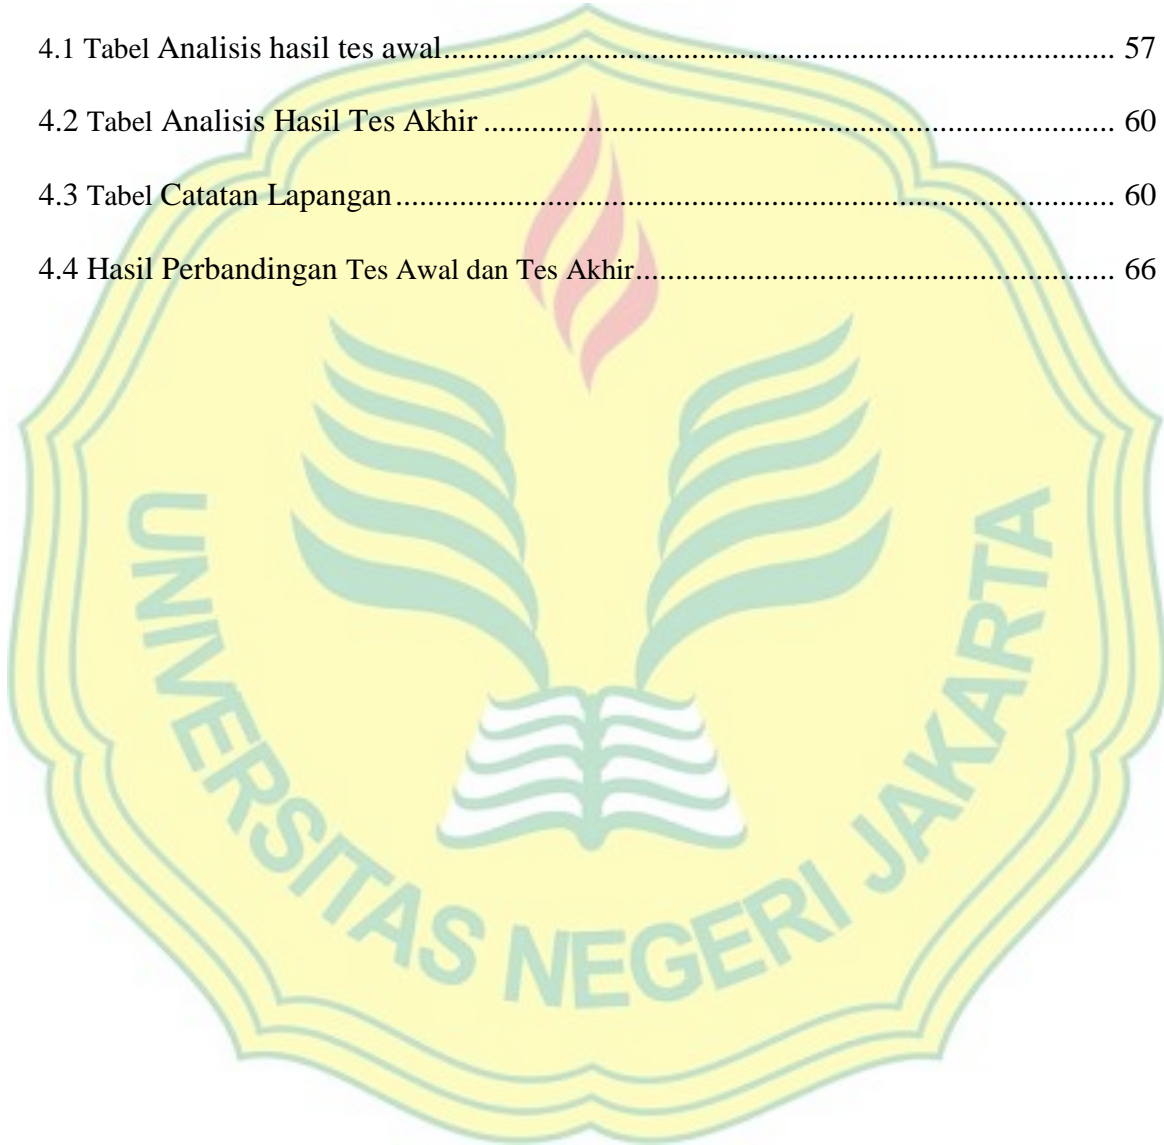 4.1 Tabel Analisis hasil tes awal....................................................................................... 57
4.2 Tabel Analisis Hasil Tes Akhir ................................................................................ 60
4.3 Tabel Catatan Lapangan........................................................................................... 60
4.4 Hasil Perbandingan Tes Awal dan Tes Akhir............................................................ 66
UNIVERSITAS NEGERI JAKARTA